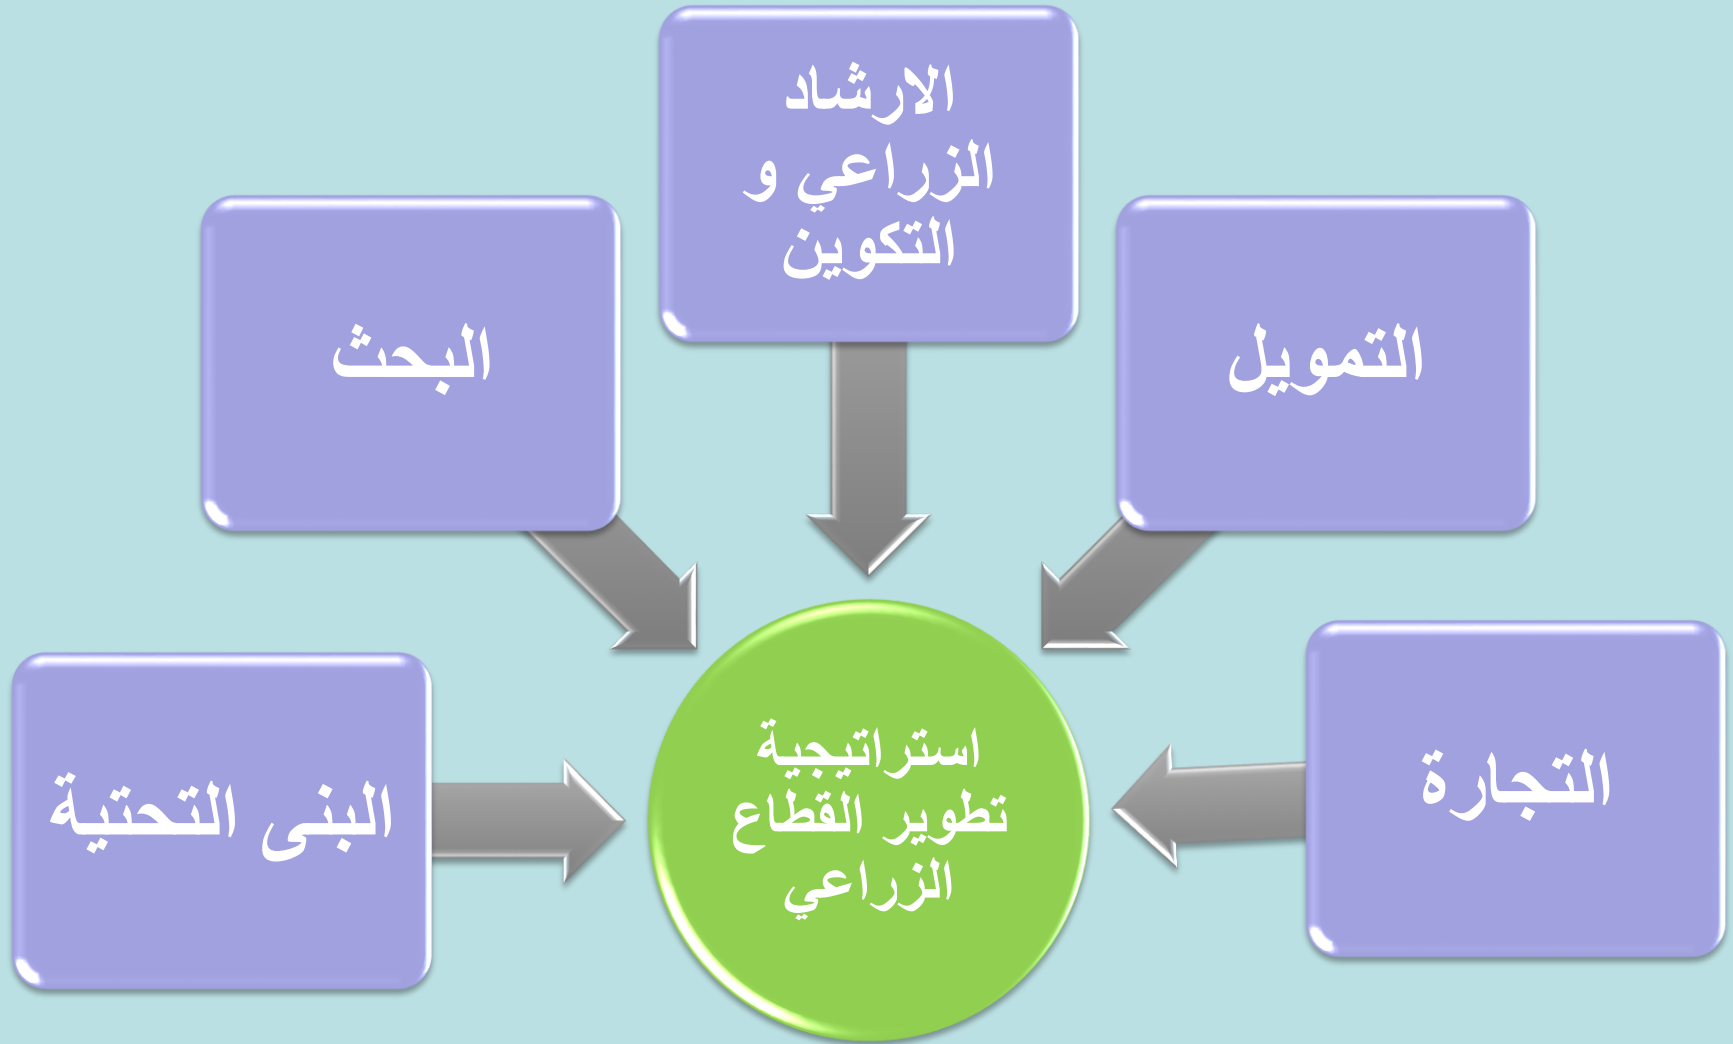 الارشاد
الزراعي و
التكوين
التمويل
البحث
التجارة
البنى التحتية
استراتيجية
تطوير القطاع
الزراعي